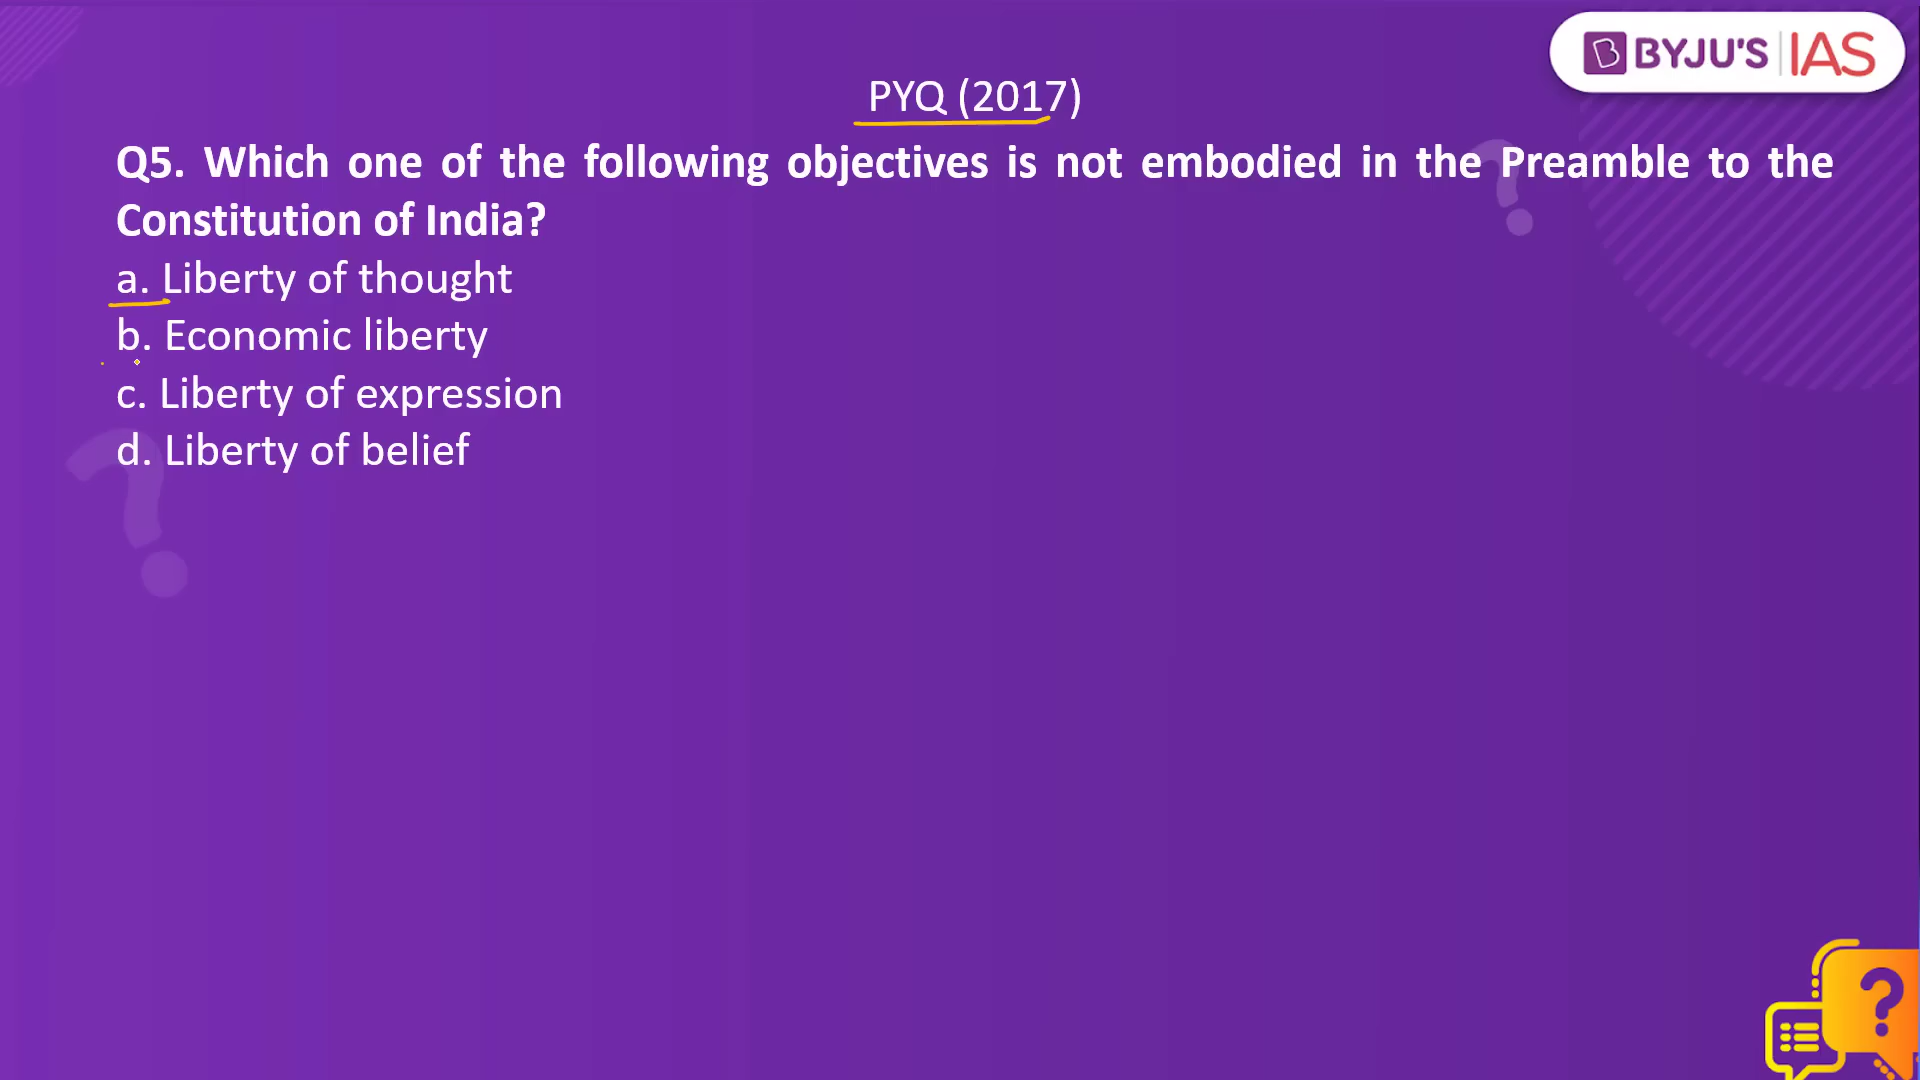 BYJU'S IAS
PYQ (2017)
Q5. Which one of the following objectives is not embodied in the Preamble to the
Constitution of India?
a. Liberty of thought
b. Economic liberty
c. Liberty of expression
d. Liberty of belief